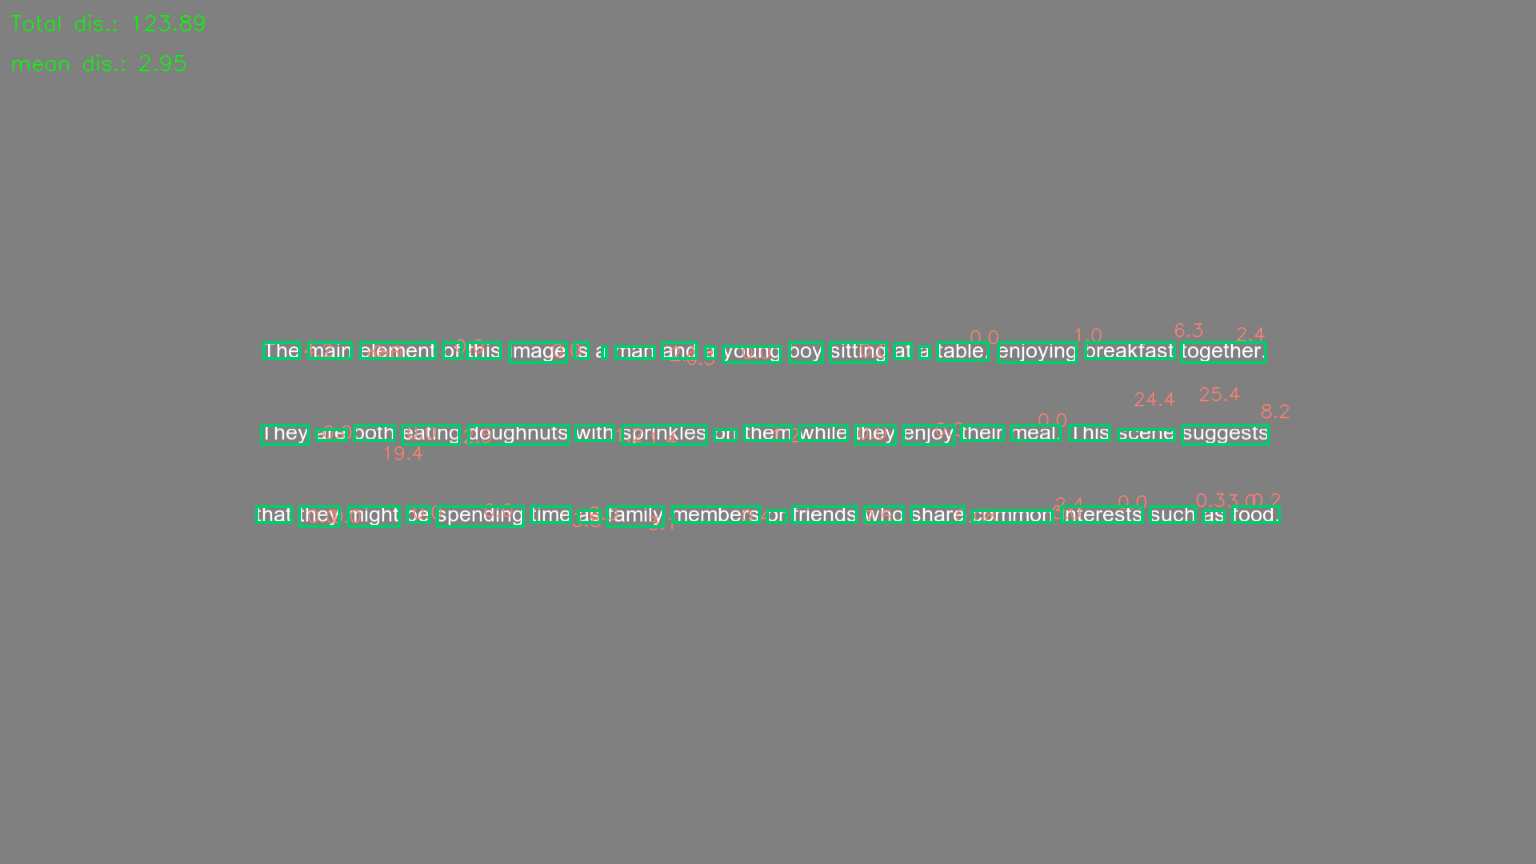 Total dis.: 123.89
mean dis.: 2.95
0.0 1.0 6.3 2.4
The main element of this image is a man and a young boy sitting at a table, enjoying breakfast together.
24.4 25.4 8.2
0.0
They are both eating doughnuts with sprinkles on them while they enjoy their meal. This scene suggests
19.4
2.4 0.0 0.3 3.0 0.2
that they might be spending time as family members or friends who share common interests such as food.